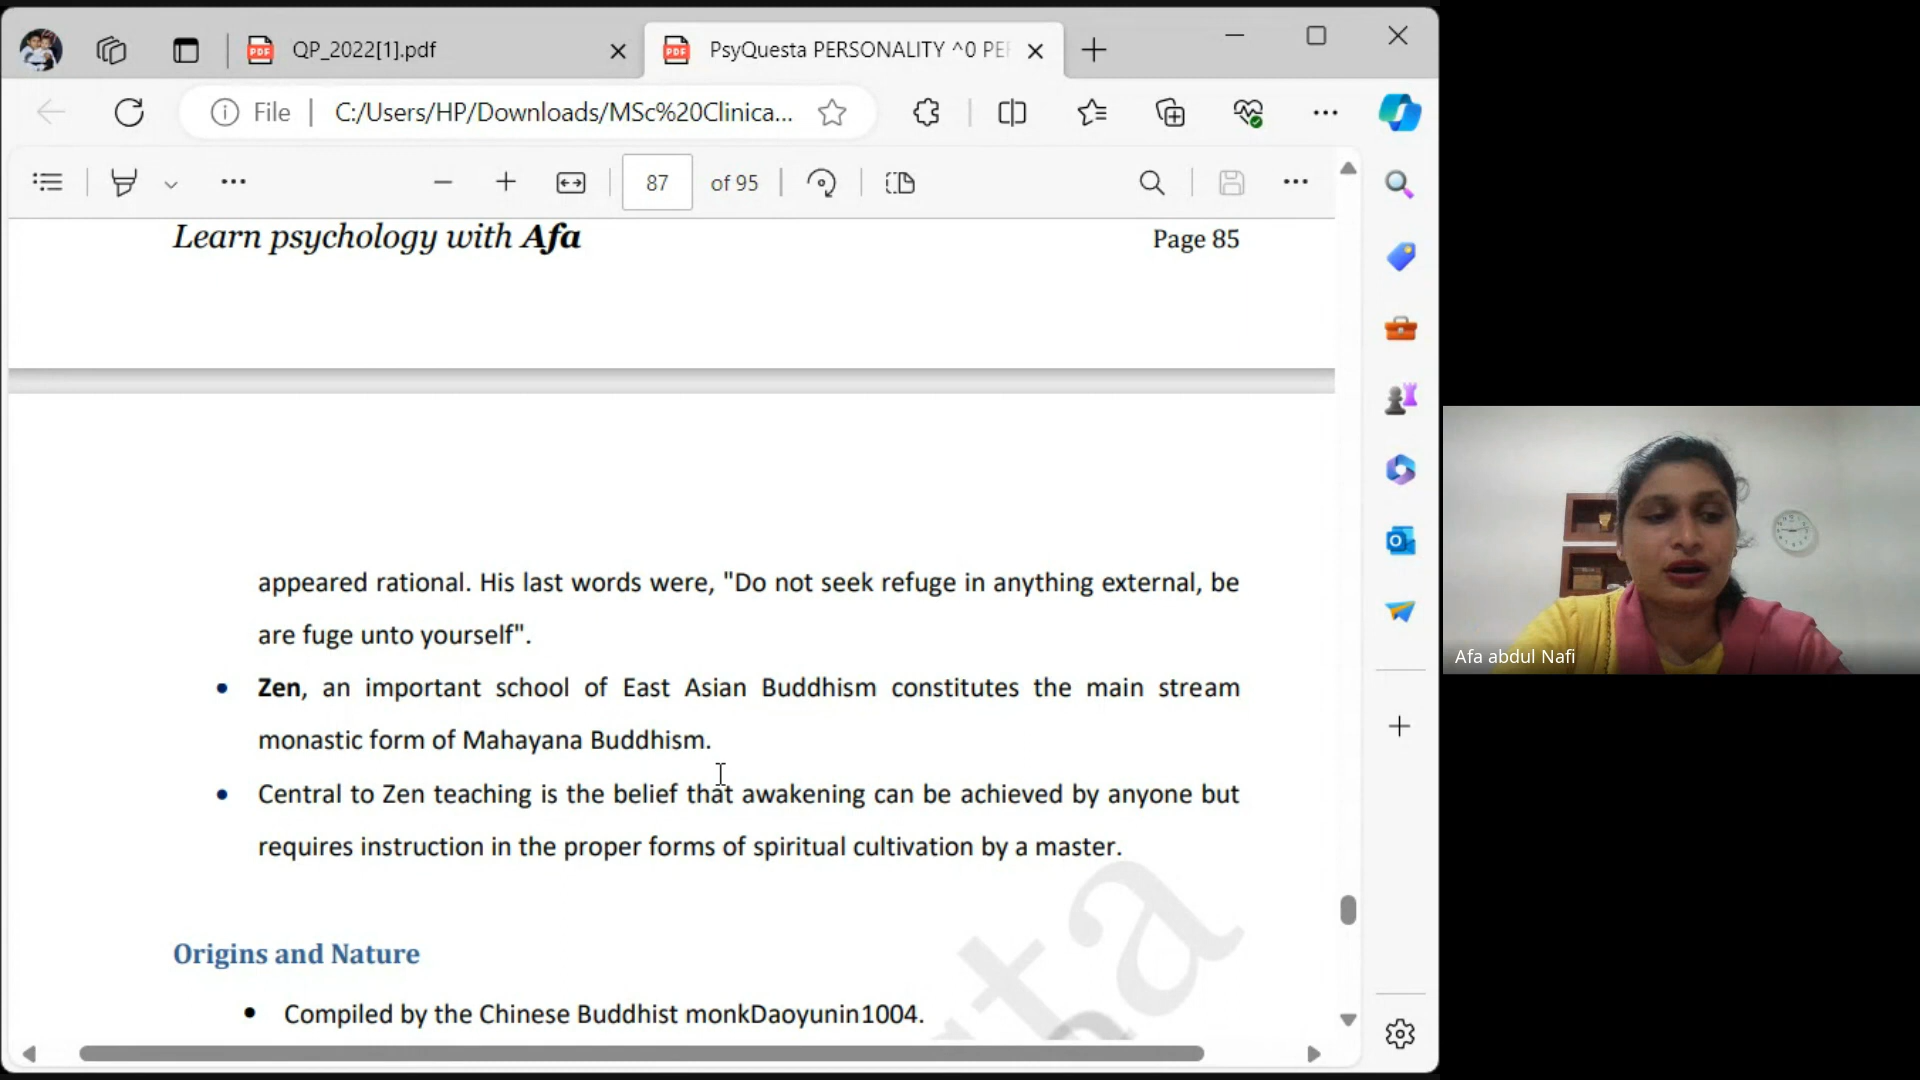 QP_2022[1].pdf
PsyQuesta PERSONALITY ^0 PE
File
C:/Users/HP/Downloads/MSc%20Clinica...
87 of 95
Learn psychology with Afa
Page 85
appeared rational. His last words were, "Do not seek refuge in anything external, be
are fuge unto yourself".
• Zen, an important school of East Asian Buddhism constitutes the main stream
monastic form of Mahayana Buddhism.
• Central to Zen teaching is the belief that awakening can be achieved by anyone but
requires instruction in the proper forms of spiritual cultivation by a master.
Origins and Nature
• Compiled by the Chinese Buddhist monkDaoyunin1004.
Afa abdul Nafi